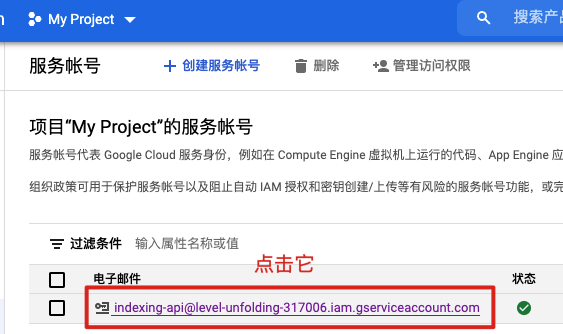 My Project
搜索产品
服务帐号
创建服务帐号
删除
管理访问权限
项目“My Project”的服务帐号
服务帐号代表 Google Cloud 服务身份，例如在 Compute Engine 虚拟机上运行的代码、App Engine 应
组织政策可用于保护服务帐号以及阻止自动 IAM 授权和密钥创建/上传等有风险的服务帐号功能，或完
过滤条件 输入属性名称或值
点击它
电子邮件 状态
indexing-api@level-unfolding-317006.iam.gserviceaccount.com